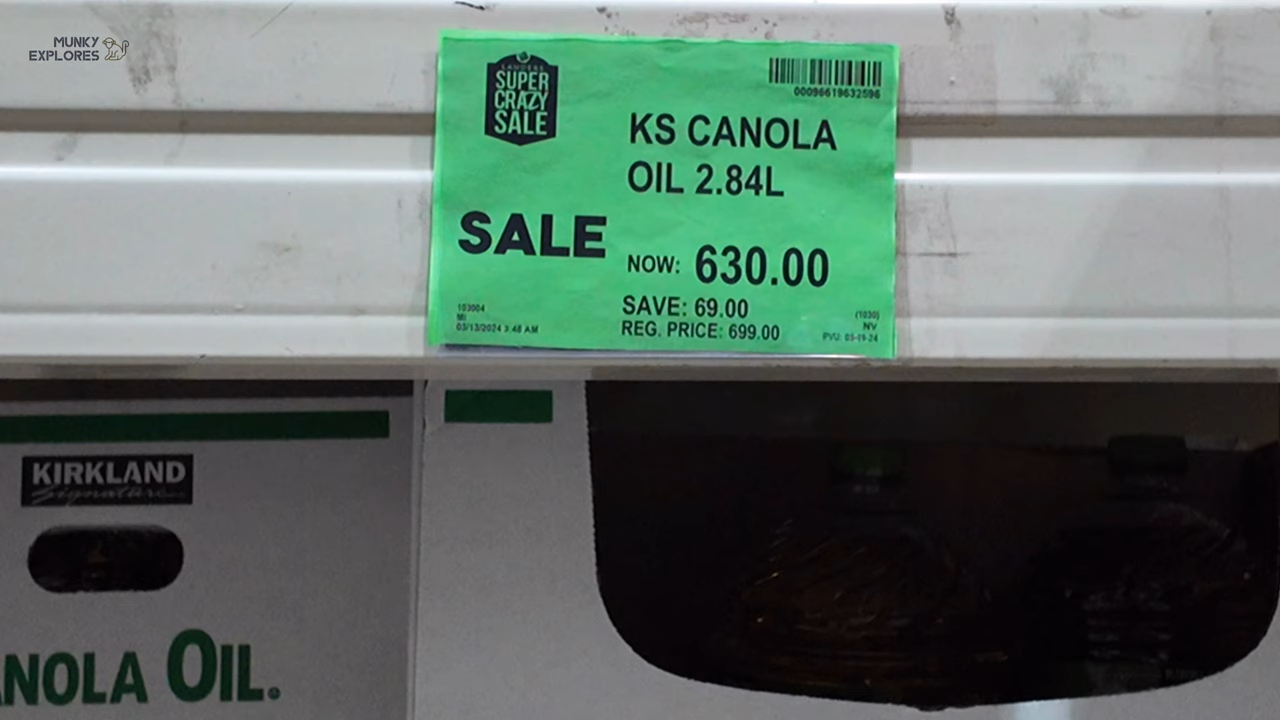 MUNKY
EXPLORES
LANDERS
SUPER
CRAZY
SALE
00096619632596
KS CANOLA
OIL 2.84L
SALE
NOW: 630.00
SAVE: 69.00
REG. PRICE: 699.00
103004
MI
03/13/2024 3:48 AM
(1030)
NV
PVU: 03-19-24
KIRKLAND
Signature
ANOLA OIL.